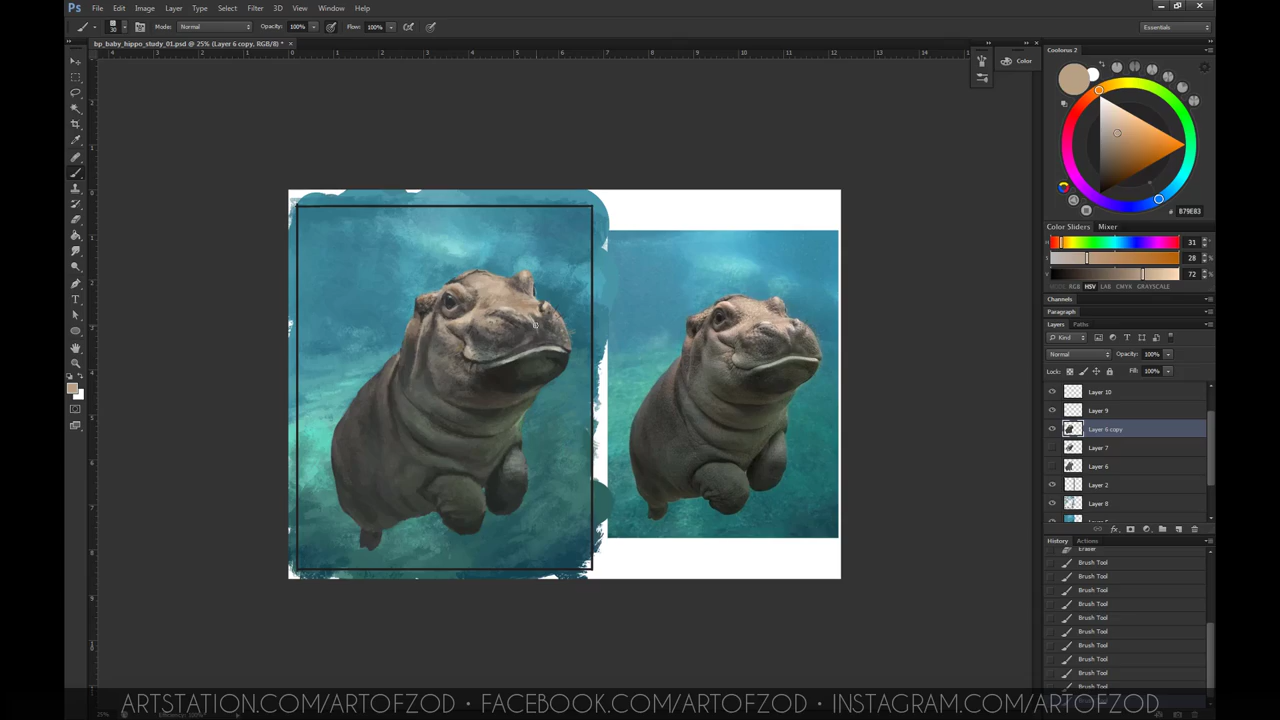 Ps File Edit Image Layer Type Select Filter 3D View Window Help
30 Mode: Normal Opacity: 100% Flow: 100% Essentials
bp_baby_hippo_study_01.psd @ 25% (Layer 6 copy, RGB/8) *
Color
Coolorus 2
# B79E83
Color Sliders Mixer
H 31
S 28
V 72
RGB HSV LAB CMYK GRAYSCALE
Channels
Paragraph
Layers Paths
Kind
Normal Opacity: 100%
Lock: Fill: 100%
Layer 10
Layer 9
Layer 6 copy
Layer 7
Layer 6
Layer 2
Layer 8
History Actions
Eraser
Brush Tool
Brush Tool
Brush Tool
Brush Tool
Brush Tool
Brush Tool
Brush Tool
Brush Tool
Brush Tool
Brush Tool
ARTSTATION.COM/ARTOFZOD • FACEBOOK.COM/ARTOFZOD • INSTAGRAM.COM/ARTOFZOD
25%